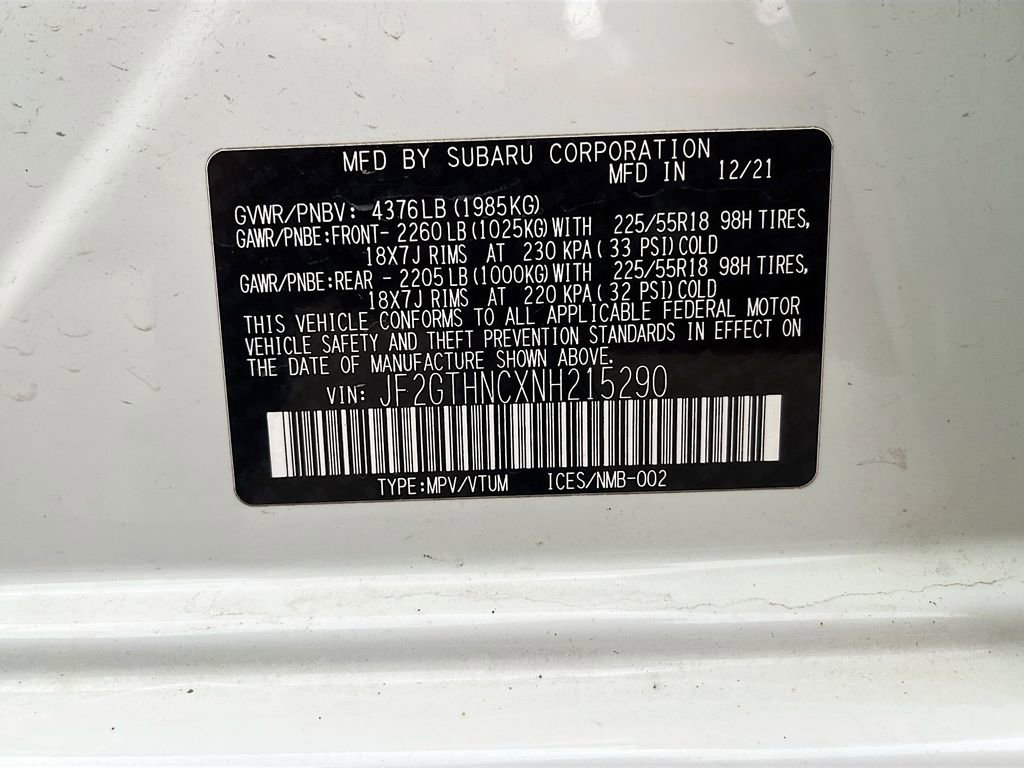 MFD BY SUBARU CORPORATION
MFD IN 12/21
GVWR/PNBV: 4376LB(1985KG)
GAWR/PNBE:FRONT- 2260LB(1025KG)WITH 225/55R18 98H TIRES,
18X7J RIMS AT 230 KPA( 33 PSI)COLD
GAWR/PNBE:REAR - 2205LB(1000KG)WITH 225/55R18 98H TIRES,
18X7J RIMS AT 220 KPA( 32 PSI)COLD
THIS VEHICLE CONFORMS TO ALL APPLICABLE FEDERAL MOTOR
VEHICLE SAFETY AND THEFT PREVENTION STANDARDS IN EFFECT ON
THE DATE OF MANUFACTURE SHOWN ABOVE.
VIN: JF2GTHNCXNH215290
TYPE:MPV/VTUM ICES/NMB-002